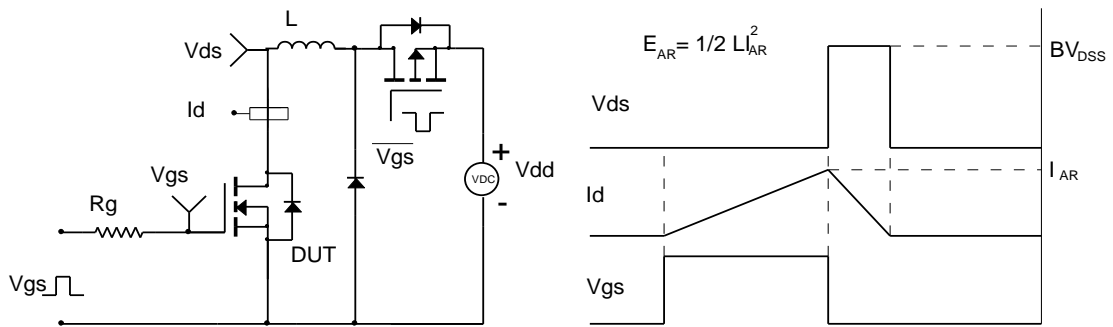 L
Vds
Id
Vgs
+
Vdd
VDC
-
Vgs
Rg
DUT
Vgs
E_AR= 1/2 LI_AR^2
BV_DSS
Vds
I_AR
Id
Vgs